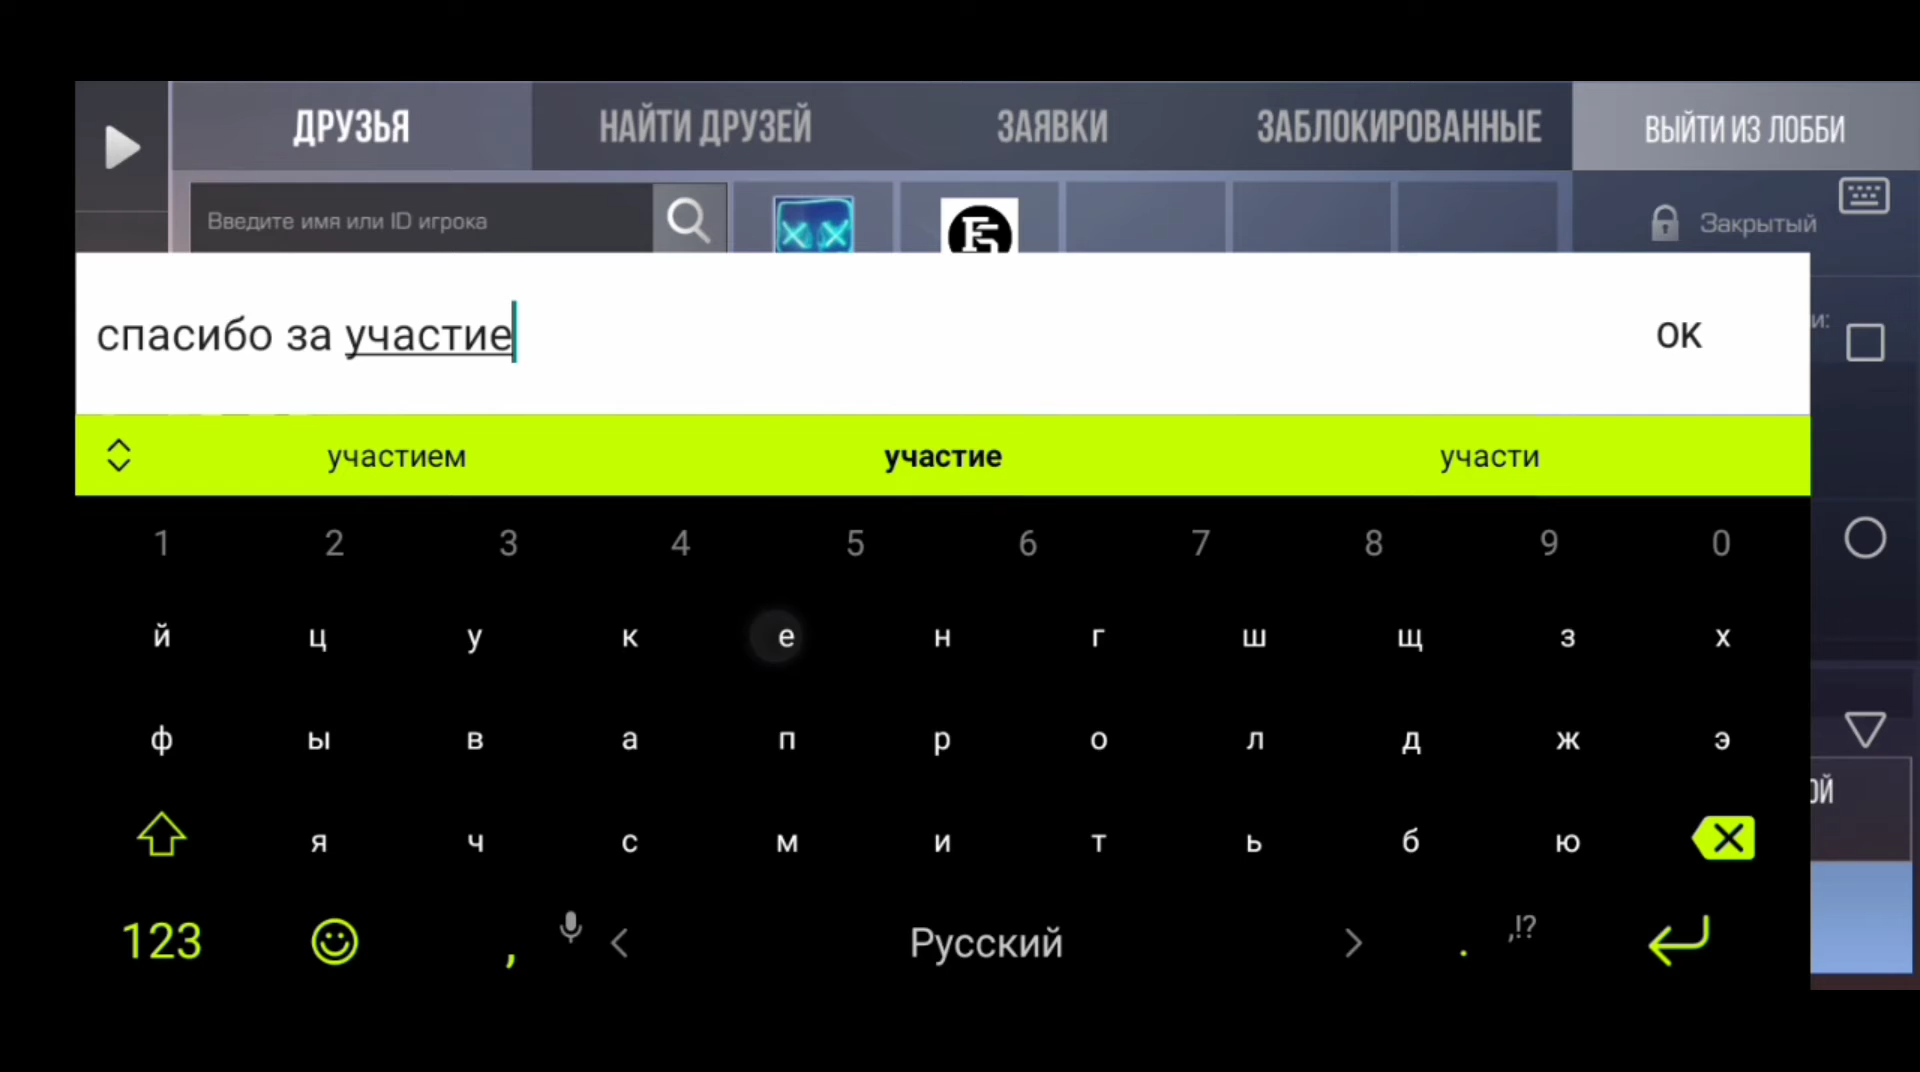 ДРУЗЬЯ НАЙТИ ДРУЗЕЙ ЗАЯВКИ ЗАБЛОКИРОВАННЫЕ ВЫЙТИ ИЗ ЛОББИ
Введите имя или ID игрока
Закрытый
спасибо за участие OK
и:
участием участие участи
1 2 3 4 5 6 7 8 9 0
й ц у к е н г ш щ з х
ф ы в а п р о л д ж э
ой
я ч с м и т ь б ю
123 , < Русский > . ,!?